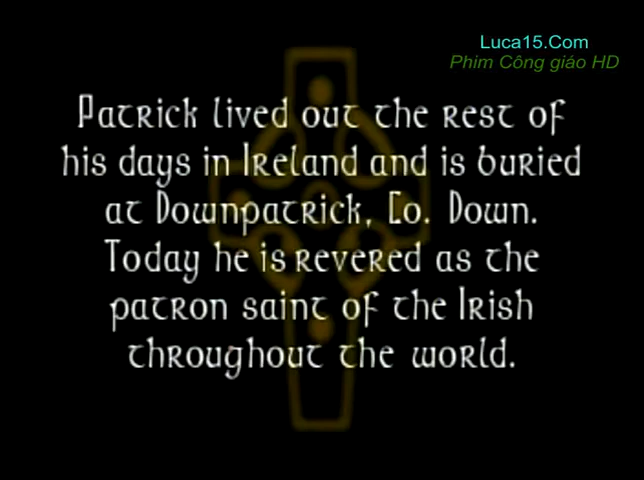 Luca15.Com
Phim Công giáo HD
Patrick lived out the rest of
his days in Ireland and is buried
at Downpatrick, Co. Down.
Today he is revered as the
patron saint of the Irish
throughout the world.